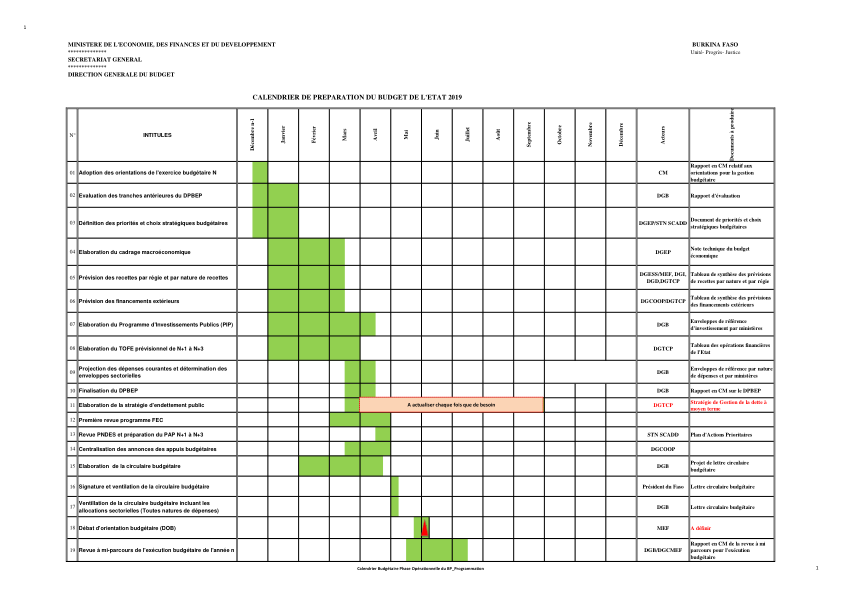 1
MINISTERE DE L'ECONOMIE, DES FINANCES ET DU DEVELOPPEMENT
**************
SECRETARIAT GENERAL
**************
DIRECTION GENERALE DU BUDGET
BURKINA FASO
Unité- Progrès- Justice
CALENDRIER DE PREPARATION DU BUDGET DE L'ETAT 2019
N° INTITULES Décembre n-1 Janvier Février Mars Avril Mai Juin Juillet Août Septembre Octobre Novembre Décembre Acteurs Documents à produire
01 Adoption des orientations de l'exercice budgétaire N CM Rapport en CM relatif aux
orientations pour la gestion
budgétaire
02 Evaluation des tranches antérieures du DPBEP DGB Rapport d'évaluation
03 Définition des priorités et choix stratégiques budgétaires DGEP/STN SCADD Document de priorités et choix
stratégiques budgétaires
04 Elaboration du cadrage macroéconomique DGEP Note technique du budget
économique
05 Prévision des recettes par régie et par nature de recettes DGESS/MEF, DGI,
DGD,DGTCP
Tableau de synthèse des prévisions
de recettes par nature et par régie
06 Prévision des financements extérieurs DGCOOP/DGTCP Tableau de synthèse des prévisions
des financements extérieurs
07 Elaboration du Programme d'Investissements Publics (PIP) DGB Enveloppes de référence
d'investissement par ministères
08 Elaboration du TOFE prévisionnel de N+1 à N+3 DGTCP Tableau des opérations financières
de l'Etat
09 Projection des dépenses courantes et détermination des
enveloppes sectorielles
DGB Enveloppes de référence par nature
de dépenses et par ministères
10 Finalisation du DPBEP DGB Rapport en CM sur le DPBEP
11 Elaboration de la stratégie d'endettement public A actualiser chaque fois que de besoin DGTCP Stratégie de Gestion de la dette à
moyen terme
12 Première revue programme FEC
13 Revue PNDES et préparation du PAP N+1 à N+3 STN SCADD Plan d'Actions Prioritaires
14 Centralisation des annonces des appuis budgétaires DGCOOP
15 Elaboration de la circulaire budgétaire DGB Projet de lettre circulaire
budgétaire
16 Signature et ventilation de la circulaire budgétaire Président du Faso Lettre circulaire budgétaire
17 Ventillation de la circulaire budgétaire incluant les
allocations sectorielles (Toutes natures de dépenses)
DGB Lettre circulaire budgétaire
18 Débat d'orientation budgétaire (DOB) MEF A définir
19 Revue à mi-parcours de l'exécution budgétaire de l'année n DGB/DGCMEF Rapport en CM de la revue à mi
parcours pour l'exécution
budgétaire
Calendrier Budgétaire Phase Opérationnelle du BP_Programmation
1